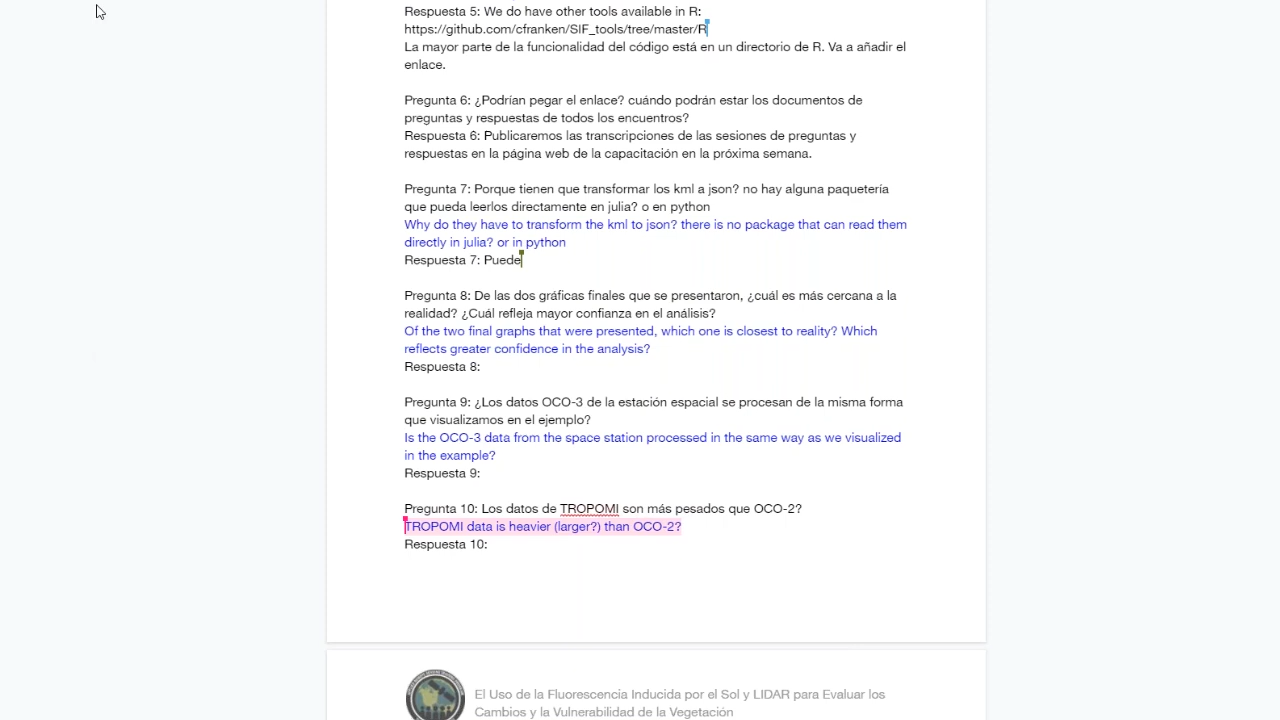 Respuesta 5: We do have other tools available in R:
https://github.com/cfranken/SIF_tools/tree/master/R
La mayor parte de la funcionalidad del código está en un directorio de R. Va a añadir el
enlace.
Pregunta 6: ¿Podrían pegar el enlace? cuándo podrán estar los documentos de
preguntas y respuestas de todos los encuentros?
Respuesta 6: Publicaremos las transcripciones de las sesiones de preguntas y
respuestas en la página web de la capacitación en la próxima semana.
Pregunta 7: Porque tienen que transformar los kml a json? no hay alguna paquetería
que pueda leerlos directamente en julia? o en python
Why do they have to transform the kml to json? there is no package that can read them
directly in julia? or in python
Respuesta 7: Puede
Pregunta 8: De las dos gráficas finales que se presentaron, ¿cuál es más cercana a la
realidad? ¿Cuál refleja mayor confianza en el análisis?
Of the two final graphs that were presented, which one is closest to reality? Which
reflects greater confidence in the analysis?
Respuesta 8:
Pregunta 9: ¿Los datos OCO-3 de la estación espacial se procesan de la misma forma
que visualizamos en el ejemplo?
Is the OCO-3 data from the space station processed in the same way as we visualized
in the example?
Respuesta 9:
Pregunta 10: Los datos de TROPOMI son más pesados que OCO-2?
TROPOMI data is heavier (larger?) than OCO-2?
Respuesta 10:
El Uso de la Fluorescencia Inducida por el Sol y LIDAR para Evaluar los
Cambios y la Vulnerabilidad de la Vegetación